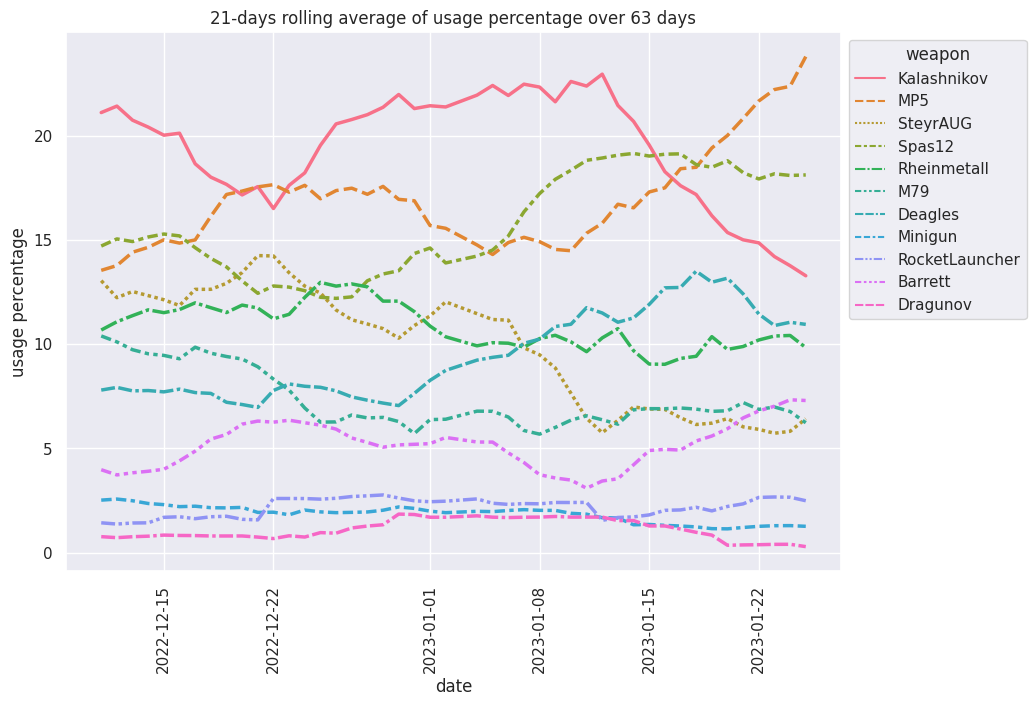 21-days rolling average of usage percentage over 63 days
usage percentage
20
15
10
5
0
2022-12-15
2022-12-22
2023-01-01
2023-01-08
2023-01-15
2023-01-22
date
weapon
Kalashnikov
MP5
SteyrAUG
Spas12
Rheinmetall
M79
Deagles
Minigun
RocketLauncher
Barrett
Dragunov